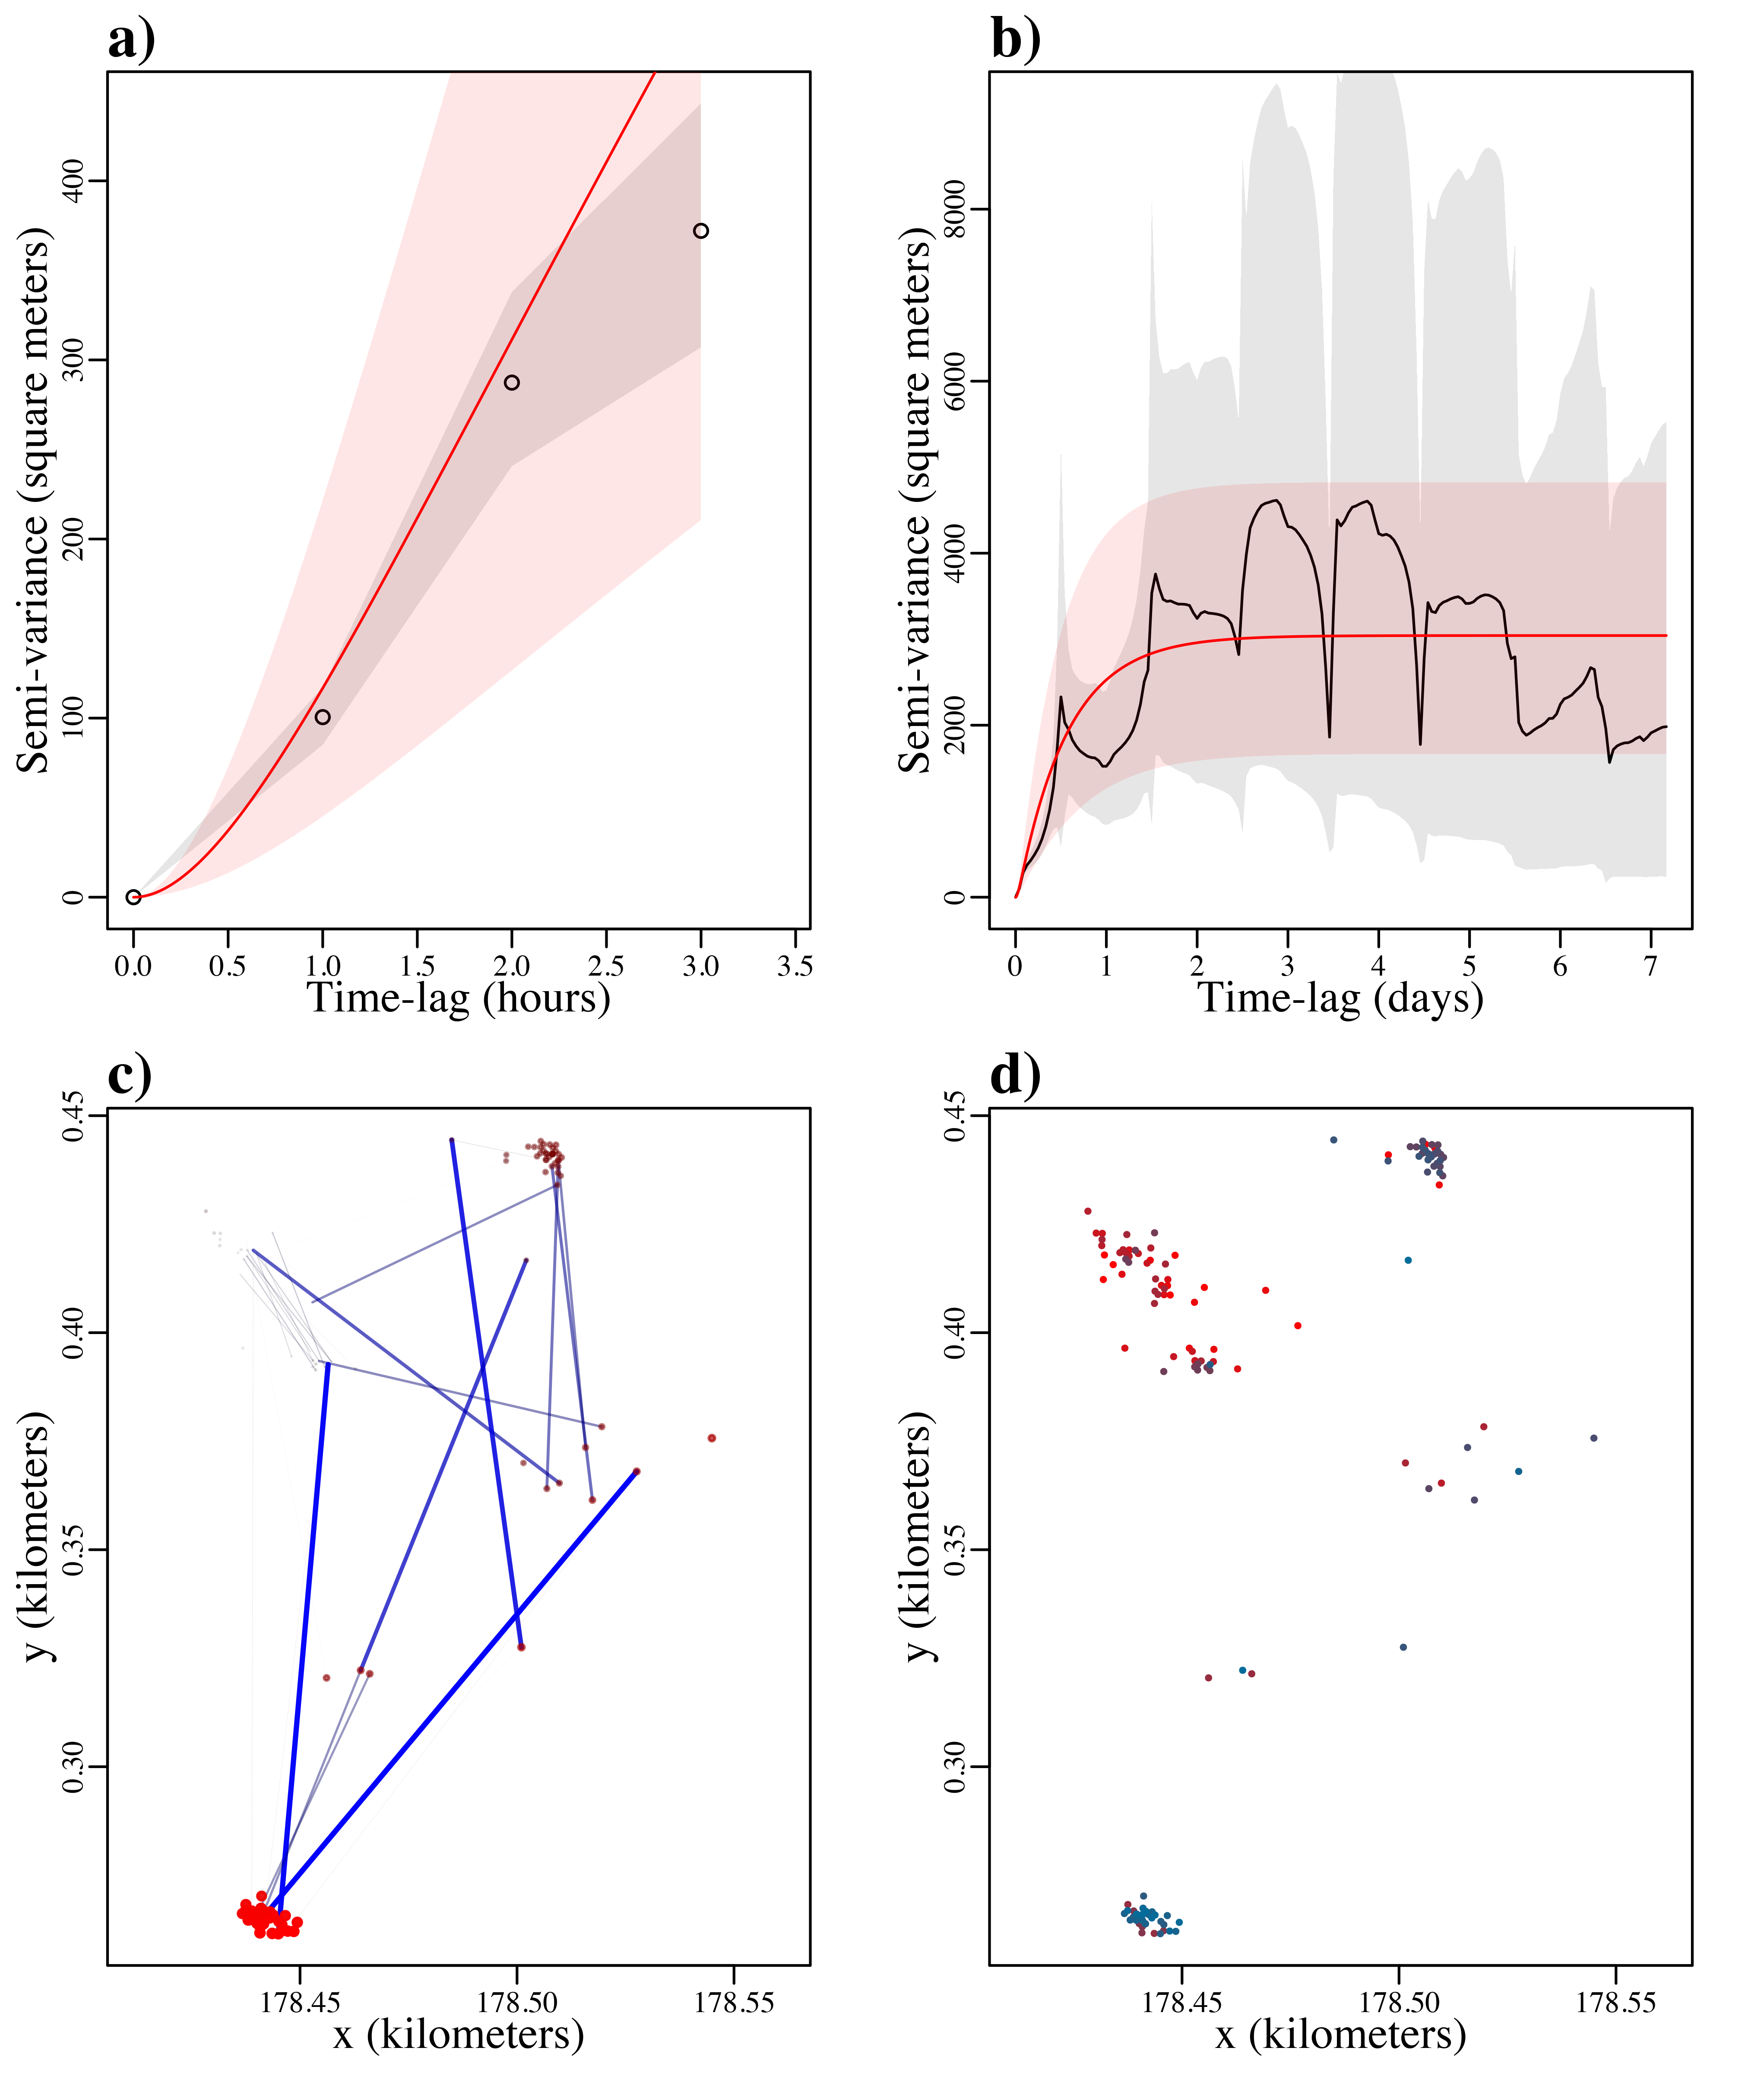 a)
Semi-variance (square meters)
0 100 200 300 400
0.0 0.5 1.0 1.5 2.0 2.5 3.0 3.5
Time-lag (hours)
b)
Semi-variance (square meters)
0 2000 4000 6000 8000
0 1 2 3 4 5 6 7
Time-lag (days)
c)
y (kilometers)
0.30 0.35 0.40 0.45
178.45 178.50 178.55
x (kilometers)
d)
y (kilometers)
0.30 0.35 0.40 0.45
178.45 178.50 178.55
x (kilometers)